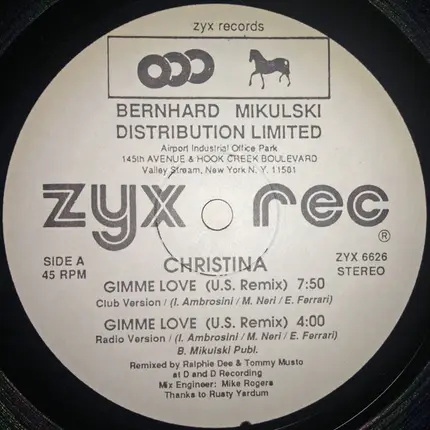 zyx records
BERNHARD MIKULSKI
DISTRIBUTION LIMITED
Airport Industrial Office Park
145th AVENUE & HOOK CREEK BOULEVARD
Valley Stream, New York N.Y. 11581
zyx rec ®
SIDE A
45 RPM
ZYX 6626
STEREO
CHRISTINA
GIMME LOVE (U.S. Remix) 7:50
Club Version / (I. Ambrosini / M. Neri / E. Ferrari)
GIMME LOVE (U.S. Remix) 4:00
Radio Version / (I. Ambrosini / M. Neri / E. Ferrari)
B. Mikulski Publ.
Remixed by Ralphie Dee & Tommy Musto
at D and D Recording
Mix Engineer: Mike Rogers
Thanks to Rusty Yardum